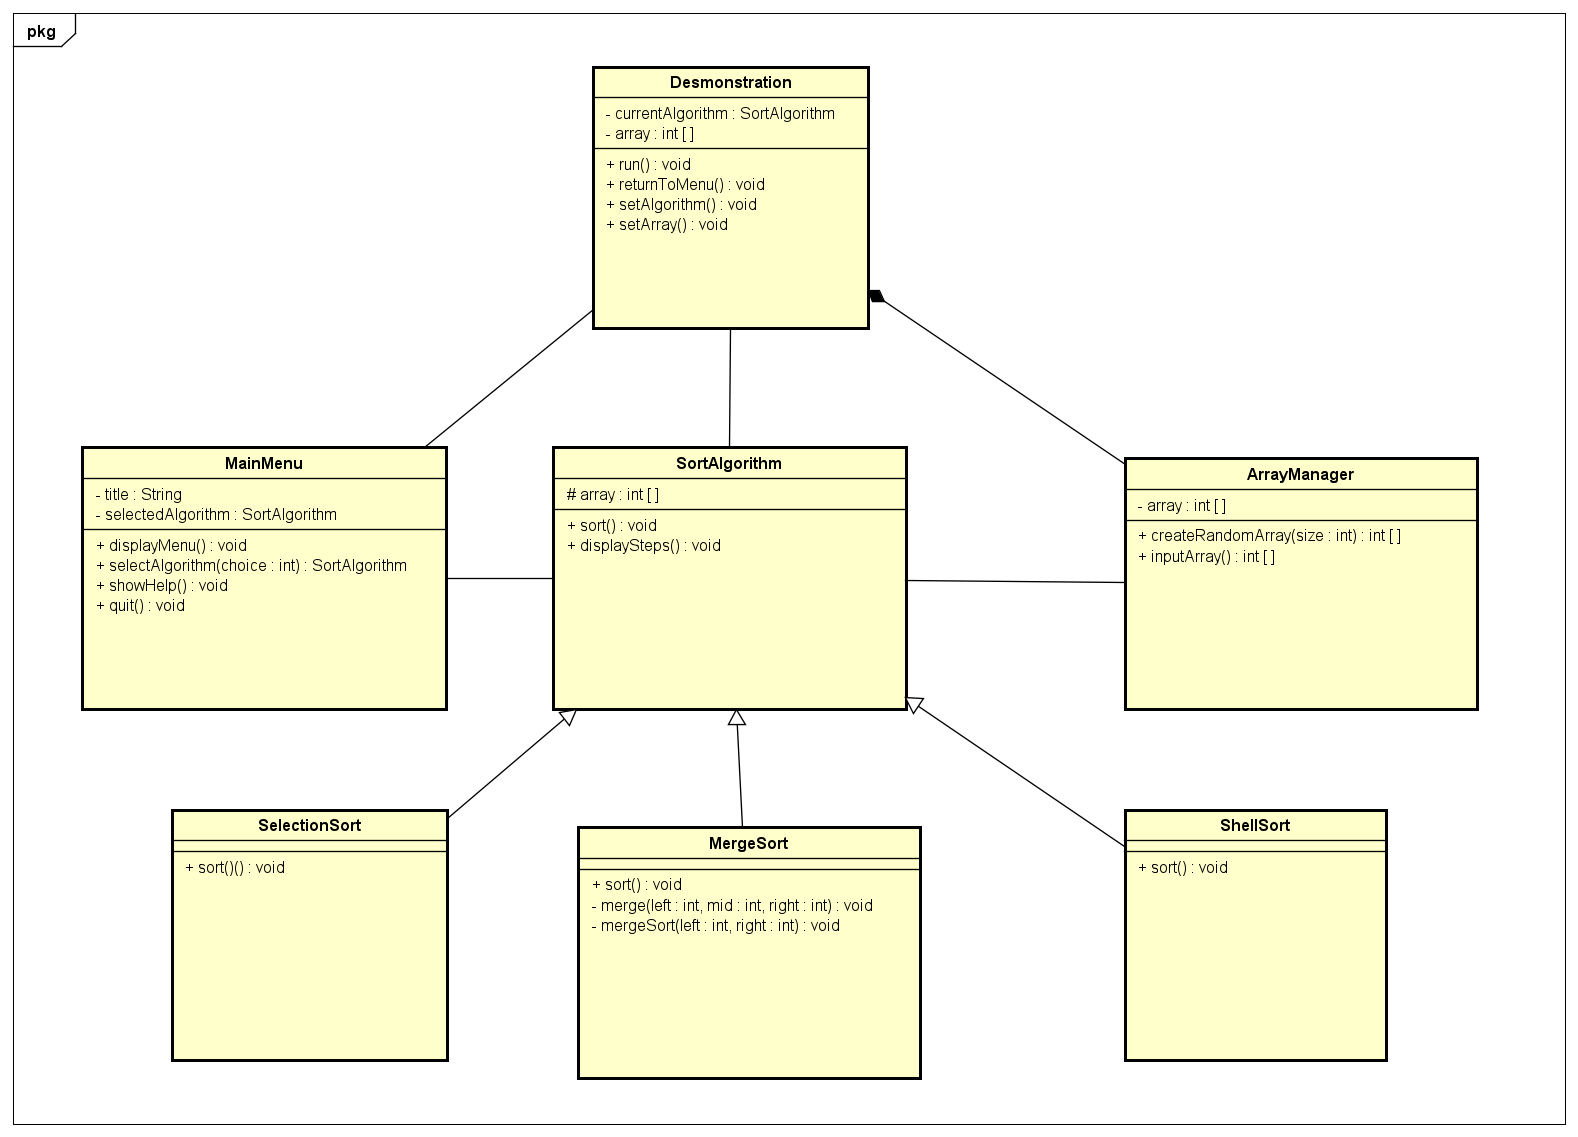 pkg
Desmonstration
- currentAlgorithm : SortAlgorithm
- array : int [ ]
+ run() : void
+ returnToMenu() : void
+ setAlgorithm() : void
+ setArray() : void
MainMenu
- title : String
- selectedAlgorithm : SortAlgorithm
+ displayMenu() : void
+ selectAlgorithm(choice : int) : SortAlgorithm
+ showHelp() : void
+ quit() : void
SortAlgorithm
# array : int [ ]
+ sort() : void
+ displaySteps() : void
ArrayManager
- array : int [ ]
+ createRandomArray(size : int) : int [ ]
+ inputArray() : int [ ]
SelectionSort
+ sort()() : void
MergeSort
+ sort() : void
- merge(left : int, mid : int, right : int) : void
- mergeSort(left : int, right : int) : void
ShellSort
+ sort() : void